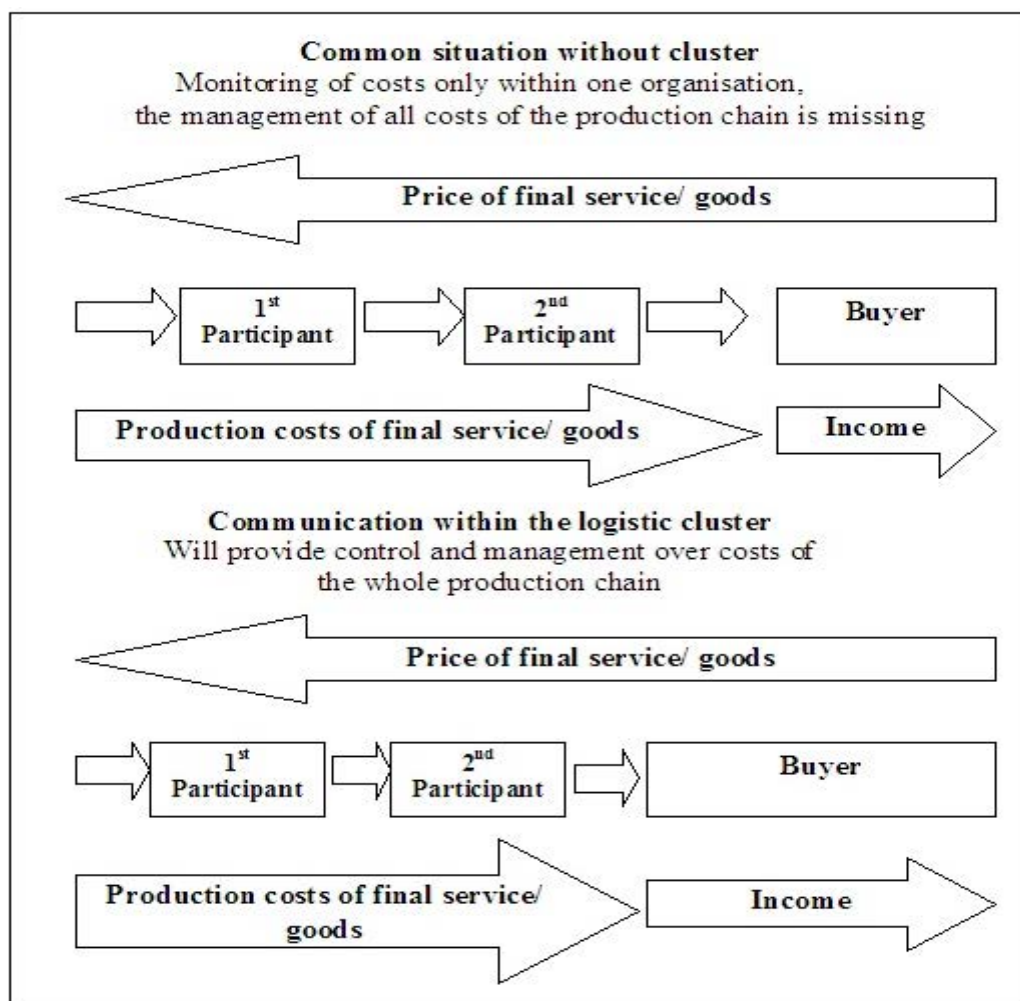 Common situation without cluster
Monitoring of costs only within one organisation,
the management of all costs of the production chain is missing
Price of final service/ goods
1st
Participant
2nd
Participant
Buyer
Production costs of final service/ goods
Income
Communication within the logistic cluster
Will provide control and management over costs of
the whole production chain
Price of final service/ goods
1st
Participant
2nd
Participant
Buyer
Production costs of final service/
goods
Income